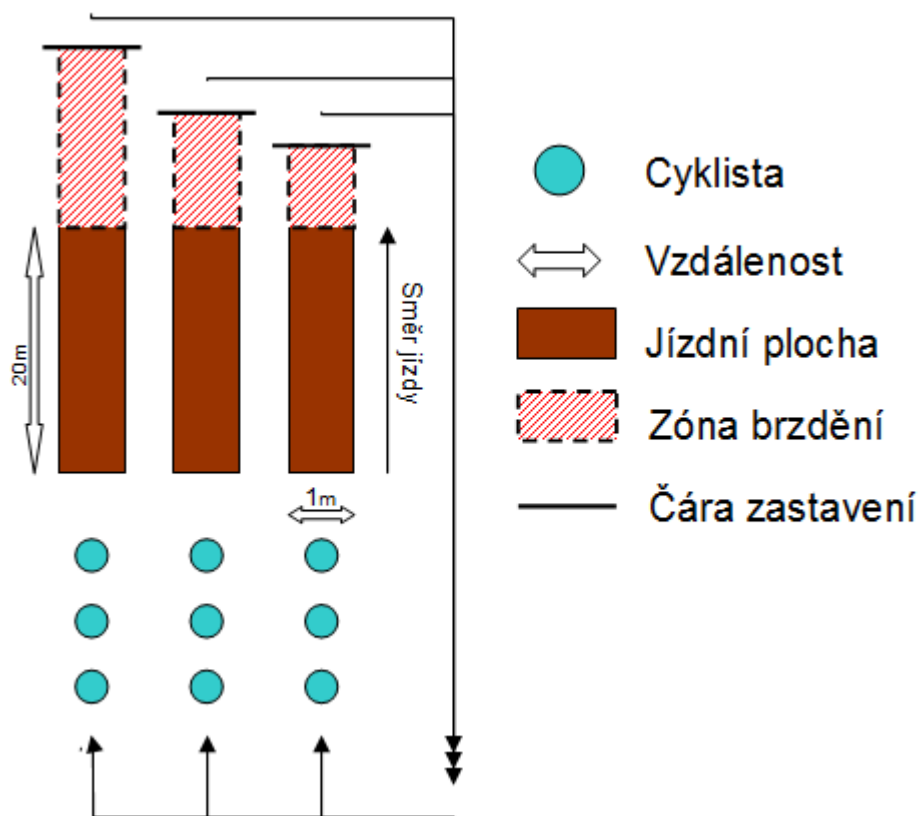 20m
Směr jízdy
1m
Cyklista
Vzdálenost
Jízdní plocha
Zóna brzdění
Čára zastavení